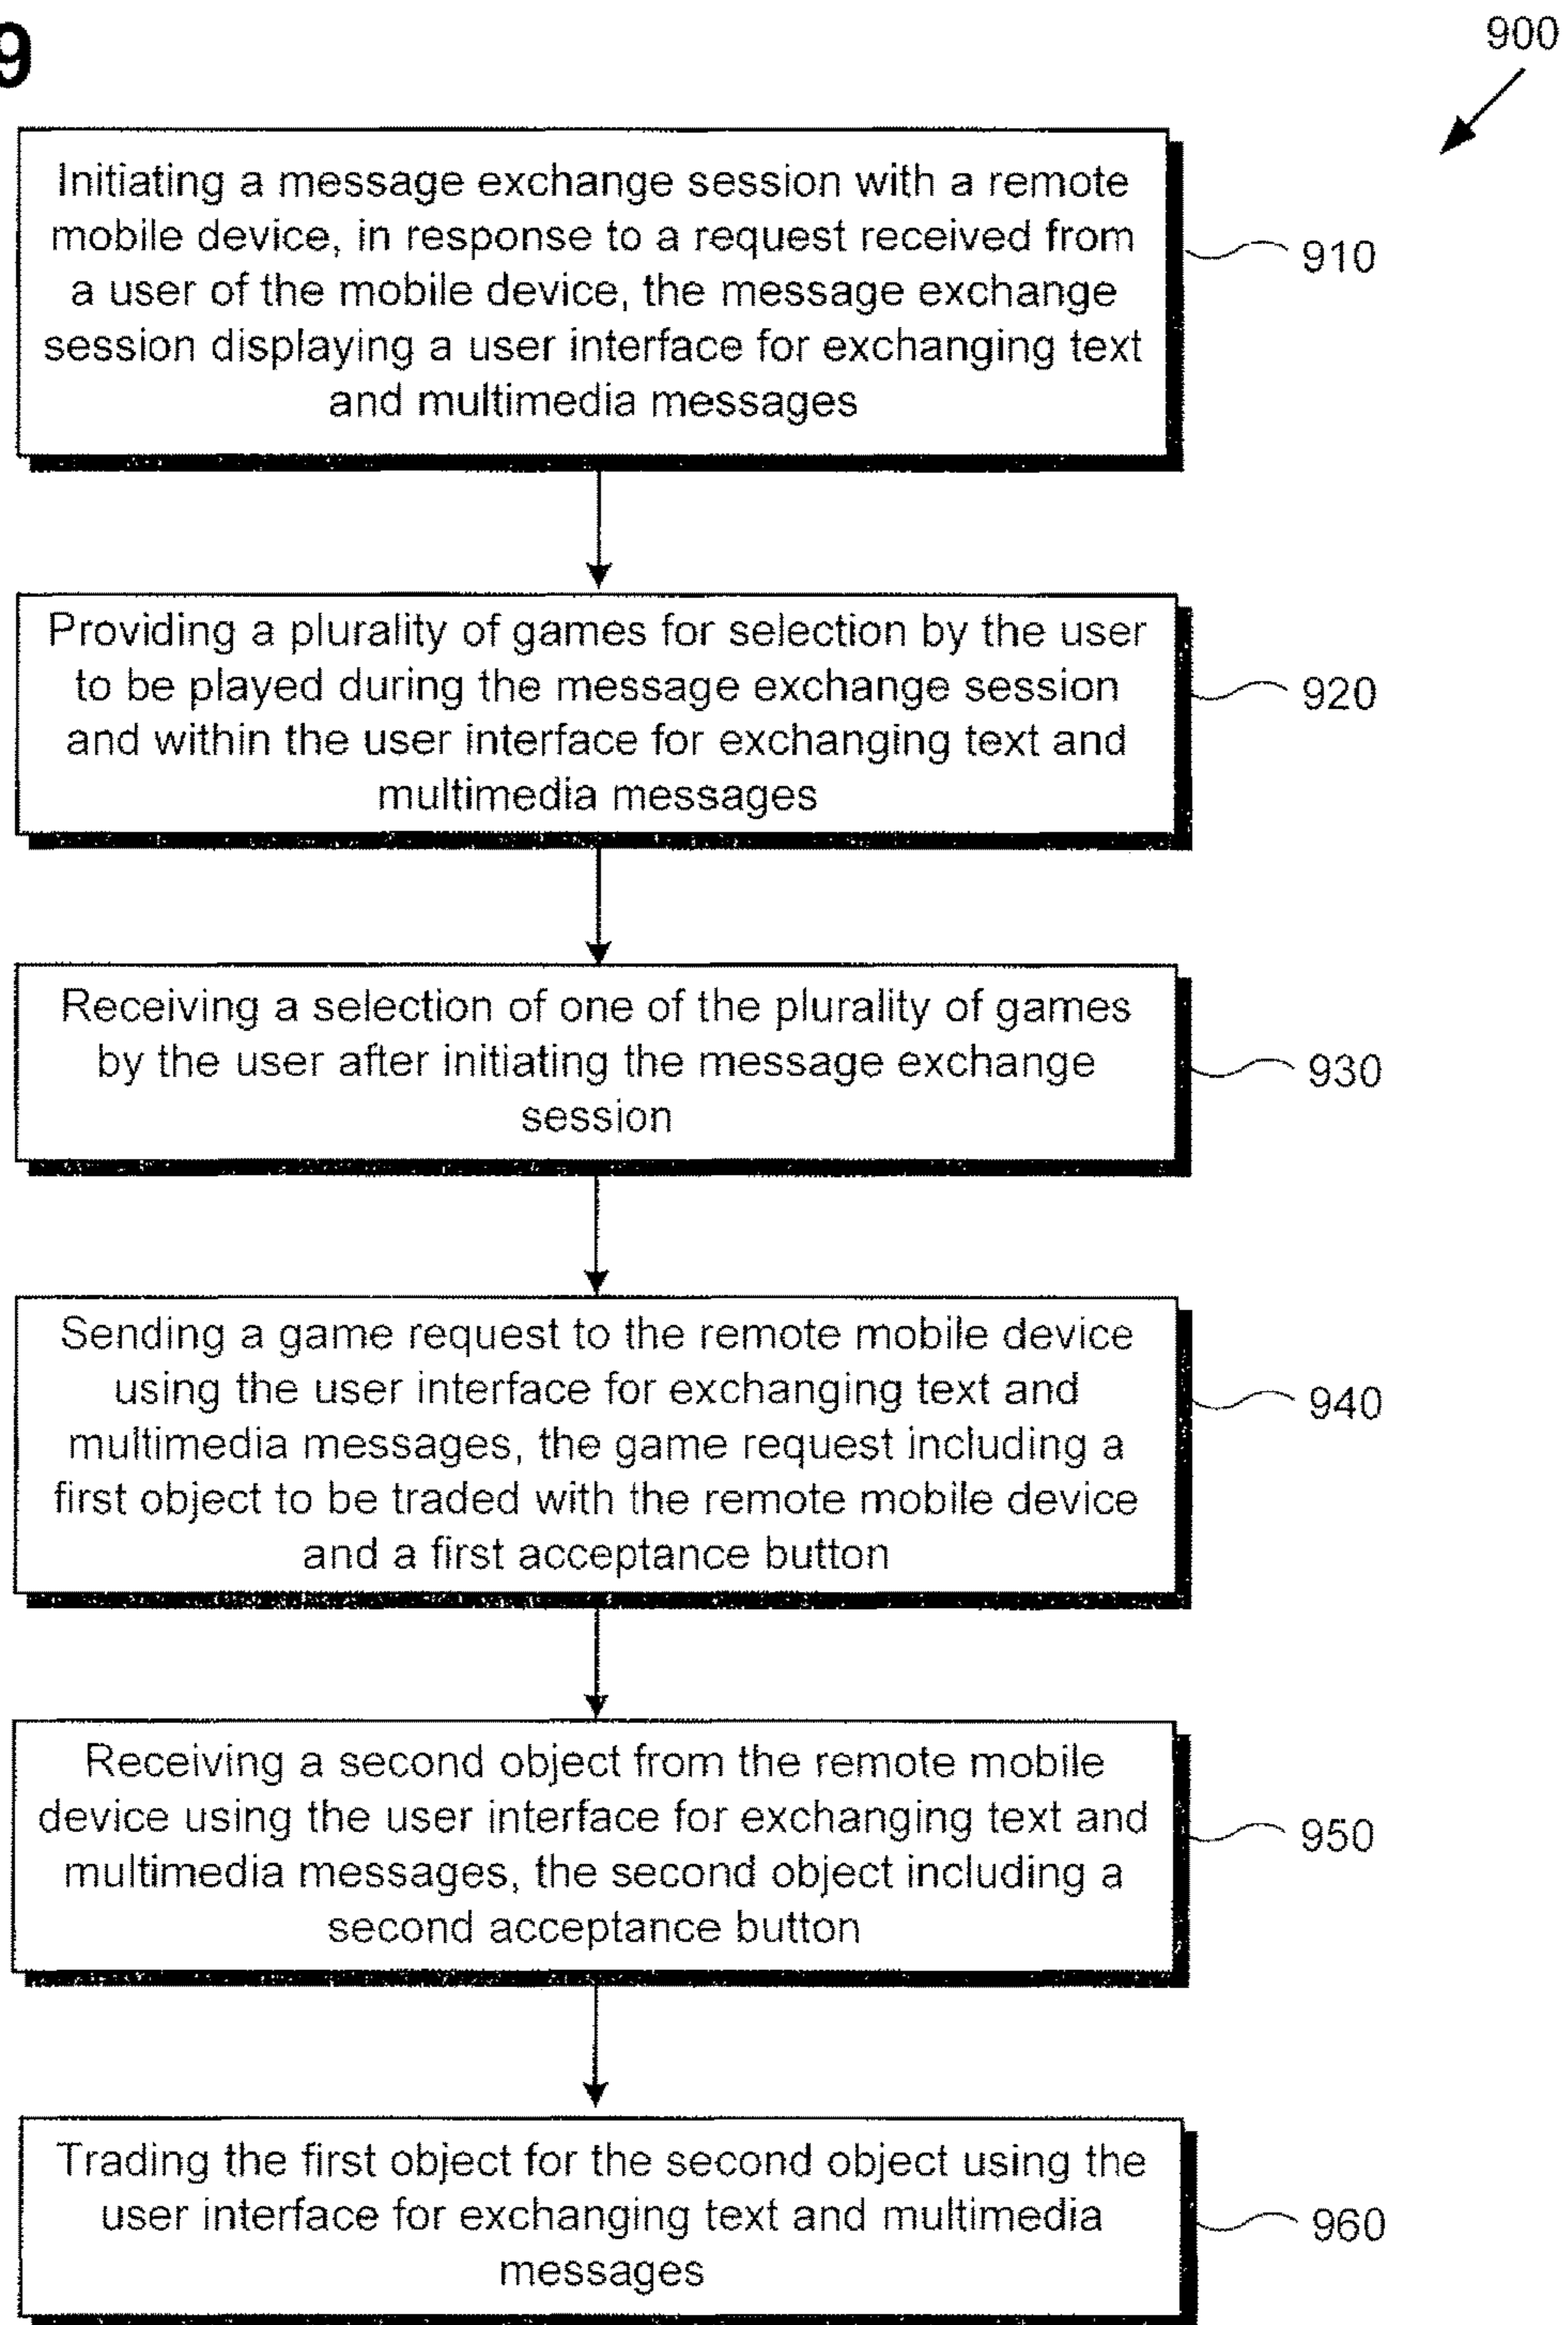 9
900
Initiating a message exchange session with a remote
mobile device, in response to a request received from
a user of the mobile device, the message exchange
session displaying a user interface for exchanging text
and multimedia messages
910
Providing a plurality of games for selection by the user
to be played during the message exchange session
and within the user interface for exchanging text and
multimedia messages
920
Receiving a selection of one of the plurality of games
by the user after initiating the message exchange
session
930
Sending a game request to the remote mobile device
using the user interface for exchanging text and
multimedia messages, the game request including a
first object to be traded with the remote mobile device
and a first acceptance button
940
Receiving a second object from the remote mobile
device using the user interface for exchanging text and
multimedia messages, the second object including a
second acceptance button
950
Trading the first object for the second object using the
user interface for exchanging text and multimedia
messages
960